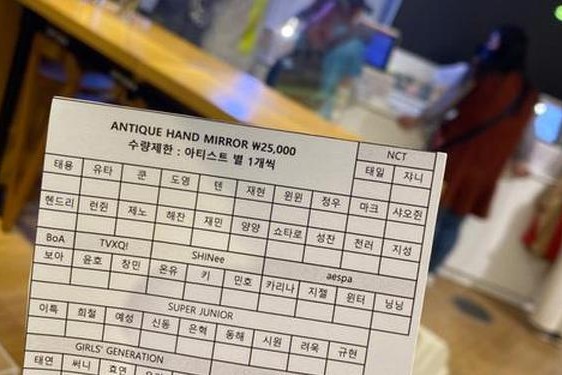 ANTIQUE HAND MIRROR ₩25,000
수량제한 : 아티스트 별 1개씩
NCT
태일 쟈니
태용 유타 쿤 도영 텐 재현 윈윈 정우 마크 샤오쥔
헨드리 런쥔 제노 해찬 재민 양양 쇼타로 성찬 천러 지성
BoA TVXQ! SHINee aespa
보아 윤호 창민 온유 키 민호 카리나 지젤 윈터 닝닝
SUPER JUNIOR
이특 희철 예성 신동 은혁 동해 시원 려욱 규현
GIRLS' GENERATION
태연 써니 효연